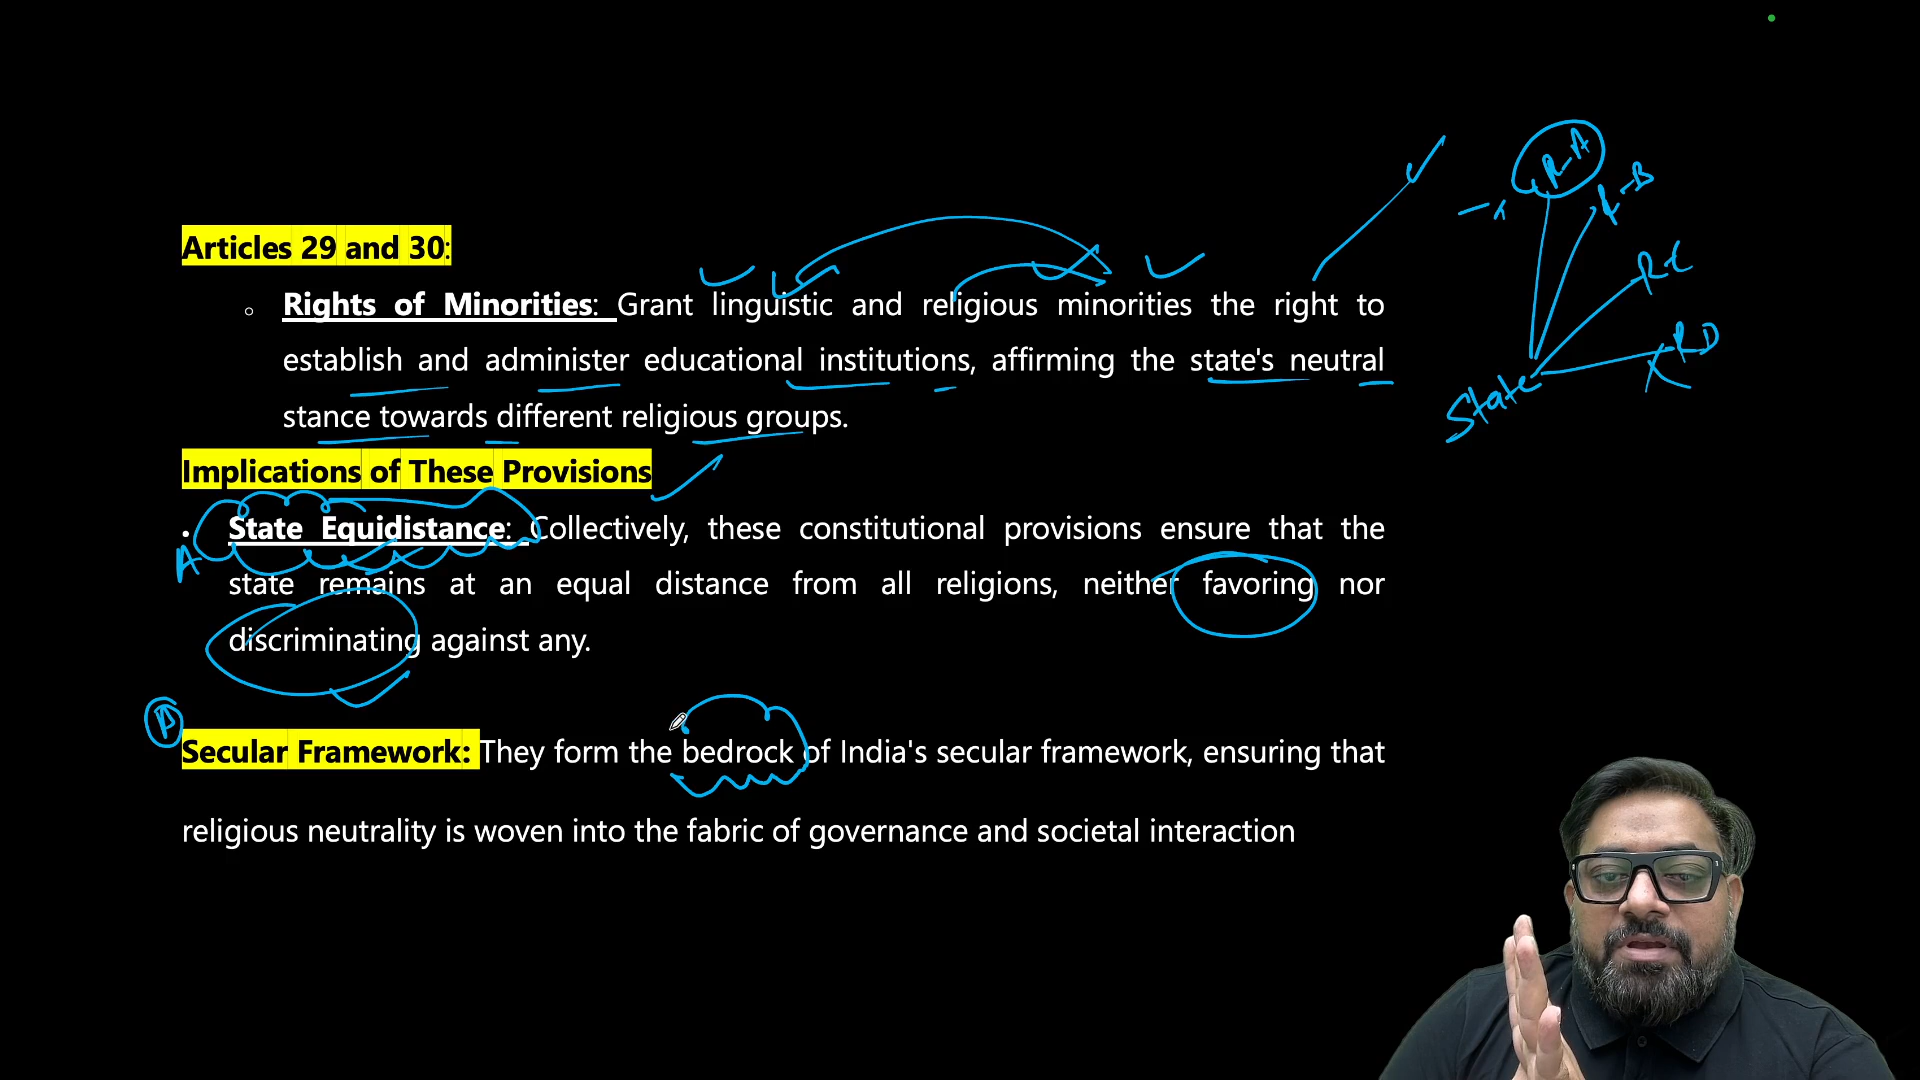 Articles 29 and 30:
Rights of Minorities: Grant linguistic and religious minorities the right to
establish and administer educational institutions, affirming the state's neutral
stance towards different religious groups.
Implications of These Provisions
State Equidistance: Collectively, these constitutional provisions ensure that the
state remains at an equal distance from all religions, neither favoring nor
discriminating against any.
Secular Framework: They form the bedrock of India's secular framework, ensuring that
religious neutrality is woven into the fabric of governance and societal interaction
R-A
R-B
RC
RD
State
A
B